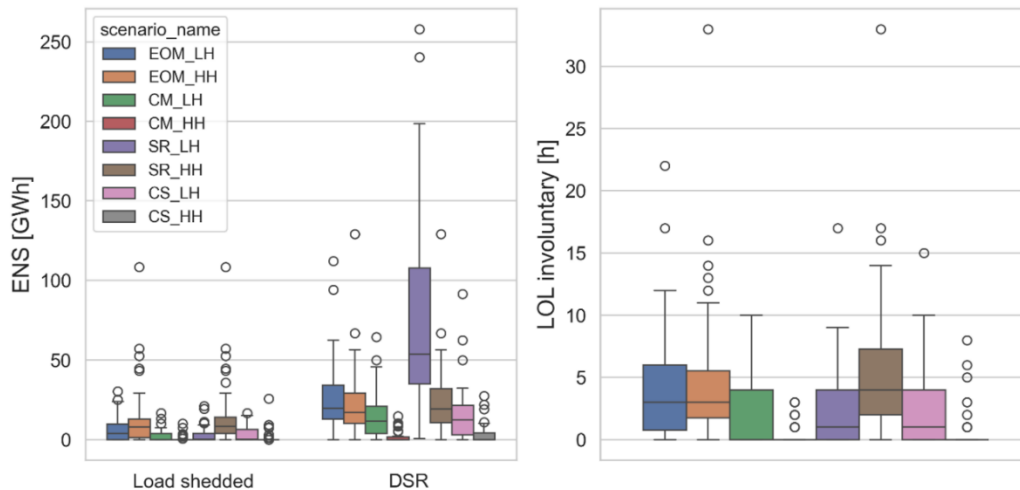 scenario_name
EOM_LH
EOM_HH
CM_LH
CM_HH
SR_LH
SR_HH
CS_LH
CS_HH
ENS [GWh]
250
200
150
100
50
0
Load shedded
DSR
LOL involuntary [h]
30
25
20
15
10
5
0